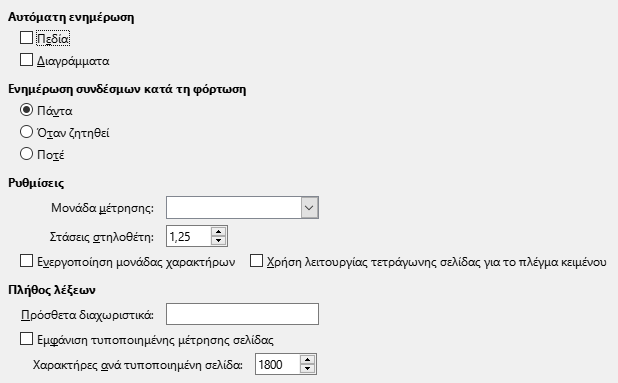 Αυτόματη ενημέρωση
Πεδία
Διαγράμματα
Ενημέρωση συνδέσμων κατά τη φόρτωση
Πάντα
Όταν ζητηθεί
Ποτέ
Ρυθμίσεις
Μονάδα μέτρησης:
Στάσεις στηλοθέτη: 1,25
Ενεργοποίηση μονάδας χαρακτήρων Χρήση λειτουργίας τετράγωνης σελίδας για το πλέγμα κειμένου
Πλήθος λέξεων
Πρόσθετα διαχωριστικά:
Εμφάνιση τυποποιημένης μέτρησης σελίδας
Χαρακτήρες ανά τυποποιημένη σελίδα: 1800